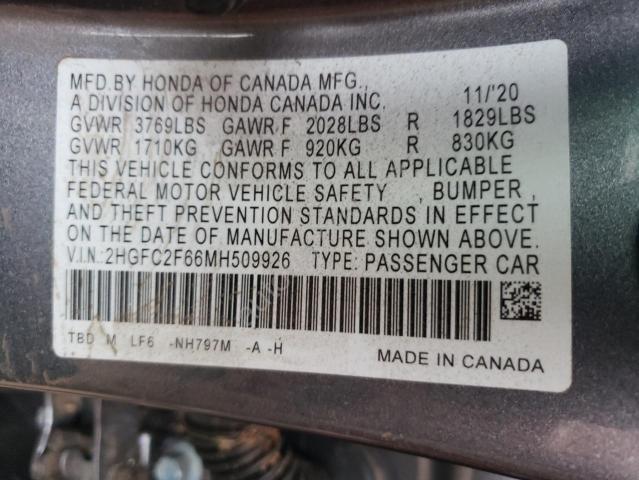 MFD.BY HONDA OF CANADA MFG.,
A DIVISION OF HONDA CANADA INC. 11/'20
GVWR 3769LBS GAWR F 2028LBS R 1829LBS
GVWR 1710KG GAWR F 920KG R 830KG
THIS VEHICLE CONFORMS TO ALL APPLICABLE
FEDERAL MOTOR VEHICLE SAFETY , BUMPER ,
AND THEFT PREVENTION STANDARDS IN EFFECT
ON THE DATE OF MANUFACTURE SHOWN ABOVE.
V.I.N.:2HGFC2F66MH509926 TYPE: PASSENGER CAR
TBD M LF6 -NH797M -A -H
MADE IN CANADA